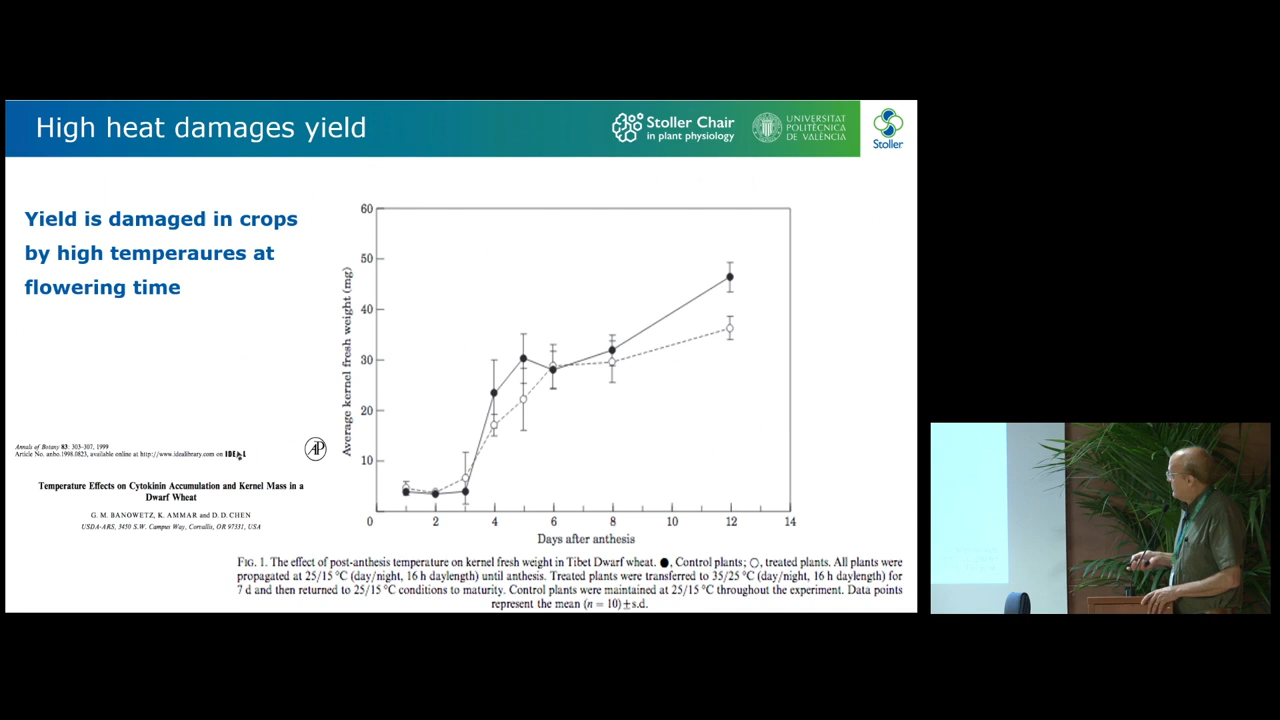 High heat damages yield
Stoller Chair
in plant physiology
UNIVERSITAT
POLITÈCNICA
DE VALÈNCIA
Stoller
Yield is damaged in crops
by high temperaures at
flowering time
60
50
40
30
20
10
Average kernel fresh weight (mg)
0 2 4 6 8 10 12 14
Days after anthesis
Annals of Botany 83: 303–307, 1999
Article No. anbo.1998.0823, available online at http://www.idealibrary.com on IDEAL
AP
Temperature Effects on Cytokinin Accumulation and Kernel Mass in a
Dwarf Wheat
G. M. BANOWETZ, K. AMMAR and D. D. CHEN
USDA-ARS, 3450 S.W. Campus Way, Corvallis, OR 97331, USA
FIG. 1. The effect of post-anthesis temperature on kernel fresh weight in Tibet Dwarf wheat. ●, Control plants; ○, treated plants. All plants were
propagated at 25/15 °C (day/night, 16 h daylength) until anthesis. Treated plants were transferred to 35/25 °C (day/night, 16 h daylength) for
7 d and then returned to 25/15 °C conditions to maturity. Control plants were maintained at 25/15 °C throughout the experiment. Data points
represent the mean (n = 10) ± s.d.